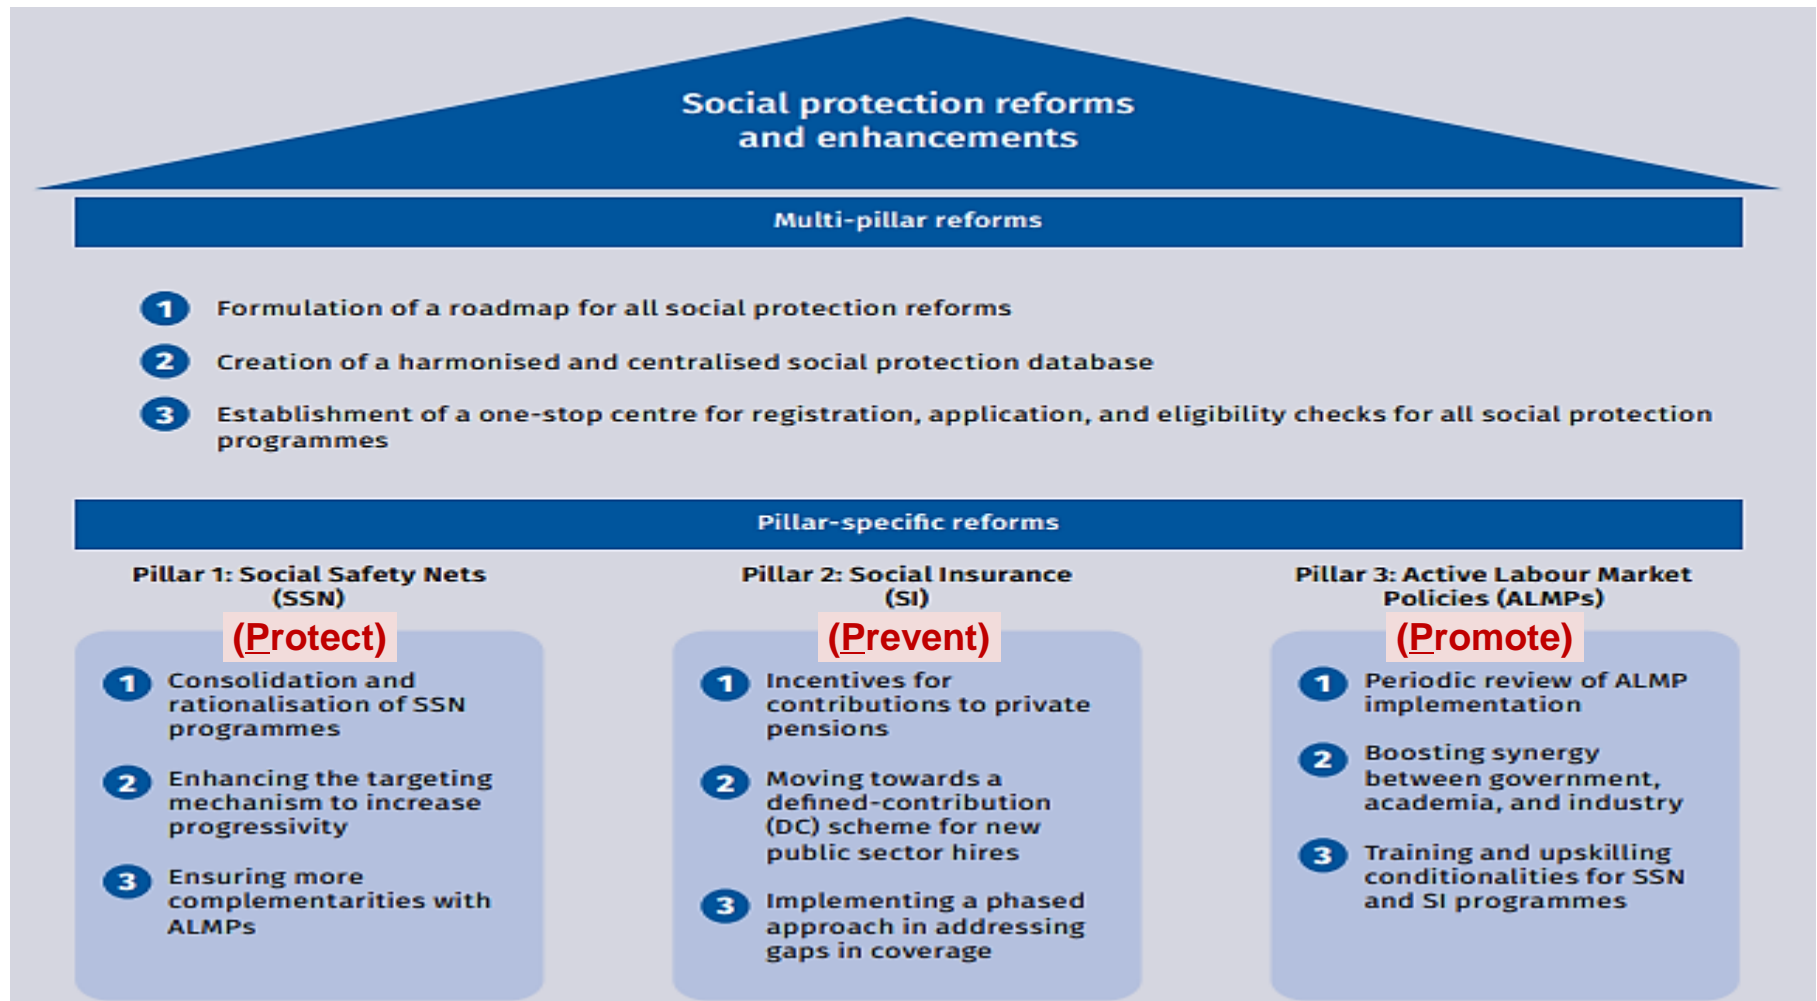 Social protection reforms
and enhancements
Multi-pillar reforms
1 Formulation of a roadmap for all social protection reforms
2 Creation of a harmonised and centralised social protection database
3 Establishment of a one-stop centre for registration, application, and eligibility checks for all social protection
programmes
Pillar-specific reforms
Pillar 1: Social Safety Nets
(SSN)
(Protect)
1 Consolidation and
rationalisation of SSN
programmes
2 Enhancing the targeting
mechanism to increase
progressivity
3 Ensuring more
complementarities with
ALMPs
Pillar 2: Social Insurance
(SI)
(Prevent)
1 Incentives for
contributions to private
pensions
2 Moving towards a
defined-contribution
(DC) scheme for new
public sector hires
3 Implementing a phased
approach in addressing
gaps in coverage
Pillar 3: Active Labour Market
Policies (ALMPs)
(Promote)
1 Periodic review of ALMP
implementation
2 Boosting synergy
between government,
academia, and industry
3 Training and upskilling
conditionalities for SSN
and SI programmes